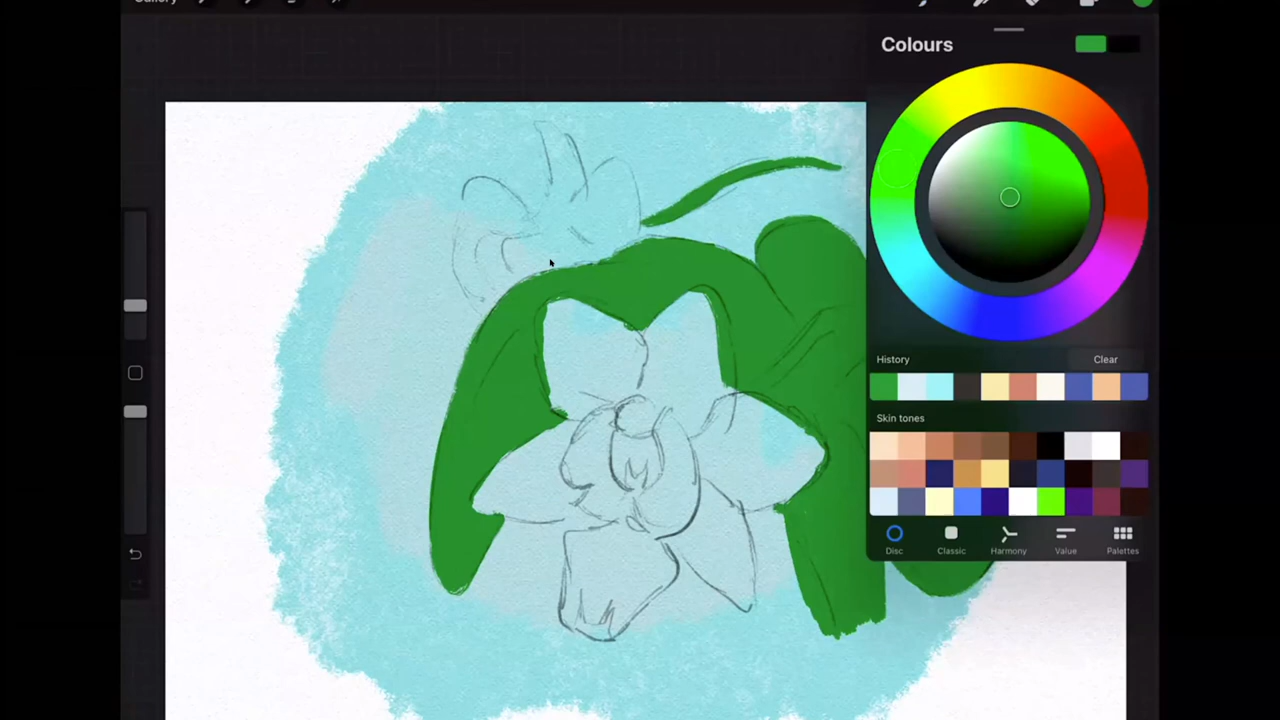 Gallery
Colours
History
Clear
Skin tones
Disc
Classic
Harmony
Value
Palettes